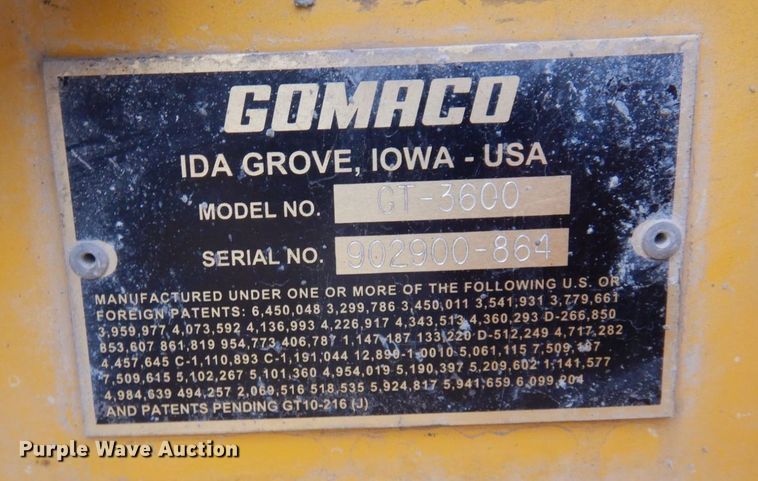 GOMACO
IDA GROVE, IOWA - USA
MODEL NO. GT-3600
SERIAL NO. 902900-864
MANUFACTURED UNDER ONE OR MORE OF THE FOLLOWING U.S. OR
FOREIGN PATENTS: 6,450,048 3,299,786 3,450,011 3,541,931 3,779,661
3,959,977 4,073,592 4,136,993 4,226,917 4,343,513 4,360,293 D-266,850
853,607 861,819 954,773 406,787 1,147,187 133,220 D-512,249 4,717,282
4,457,645 C-1,110,893 C-1,191,044 12,890-1 0010 5,061,115
7,509,645 5,102,267 5,101,360 4,954,019 5,190,397 5,209,602 1,141,577
4,984,639 494,257 2,069,516 518,535 5,924,817 5,941,659 6,099,204
AND PATENTS PENDING GT10-216 (J)
Purple Wave Auction